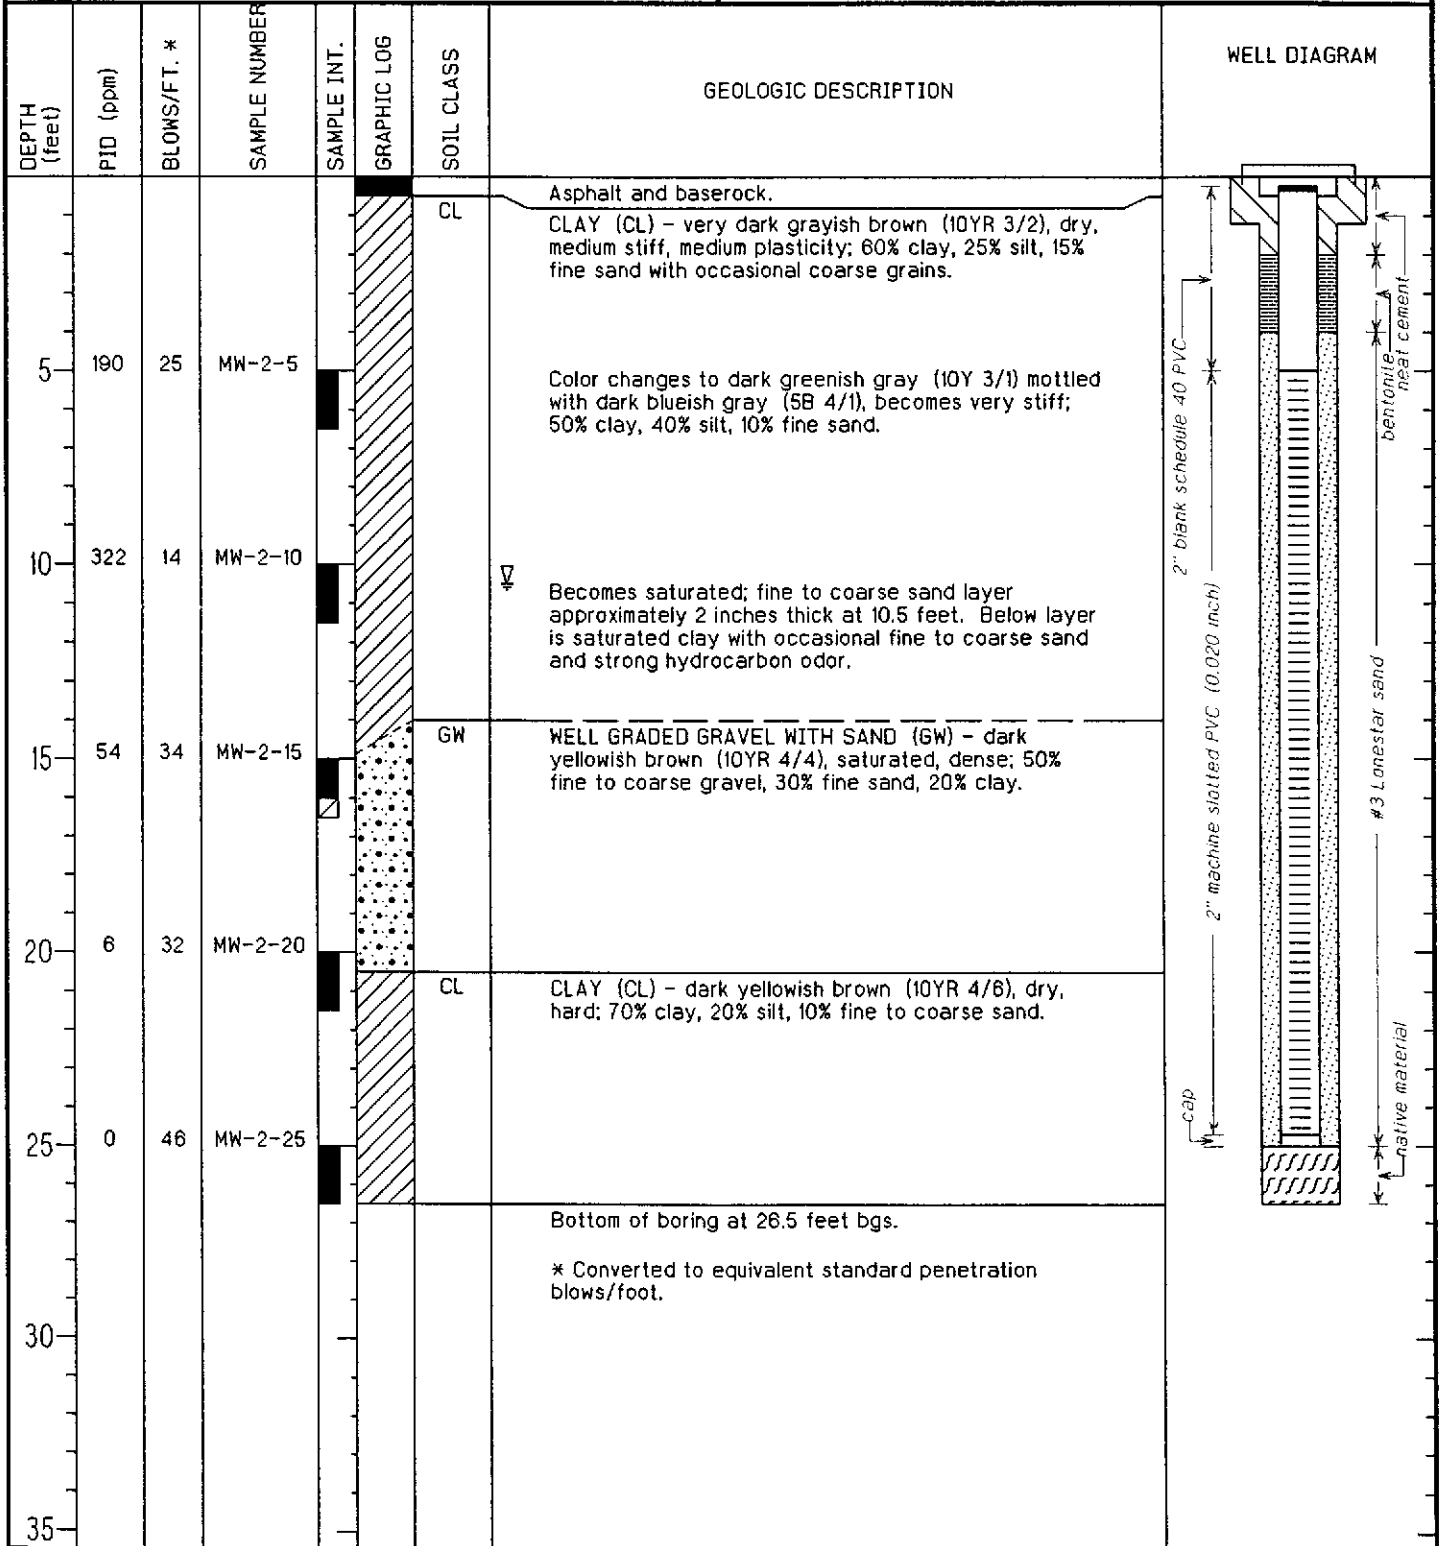 DEPTH
(feet)
PID (ppm)
BLOWS/FT. *
SAMPLE NUMBER
SAMPLE INT.
GRAPHIC LOG
SOIL CLASS
GEOLOGIC DESCRIPTION
WELL DIAGRAM
Asphalt and baserock.
CL
CLAY (CL) - very dark grayish brown (10YR 3/2), dry,
medium stiff, medium plasticity; 60% clay, 25% silt, 15%
fine sand with occasional coarse grains.
5
190
25
MW-2-5
Color changes to dark greenish gray (10Y 3/1) mottled
with dark blueish gray (5B 4/1), becomes very stiff;
50% clay, 40% silt, 10% fine sand.
10
322
14
MW-2-10
Becomes saturated; fine to coarse sand layer
approximately 2 inches thick at 10.5 feet. Below layer
is saturated clay with occasional fine to coarse sand
and strong hydrocarbon odor.
15
54
34
MW-2-15
GW
WELL GRADED GRAVEL WITH SAND (GW) - dark
yellowish brown (10YR 4/4), saturated, dense; 50%
fine to coarse gravel, 30% fine sand, 20% clay.
20
6
32
MW-2-20
CL
CLAY (CL) - dark yellowish brown (10YR 4/6), dry,
hard; 70% clay, 20% silt, 10% fine to coarse sand.
25
0
46
MW-2-25
Bottom of boring at 26.5 feet bgs.
* Converted to equivalent standard penetration
blows/foot.
30
35
2" blank schedule 40 PVC
2" machine slotted PVC (0.020 inch)
cap
bentonite
neat cement
#3 Lonestar sand
native material